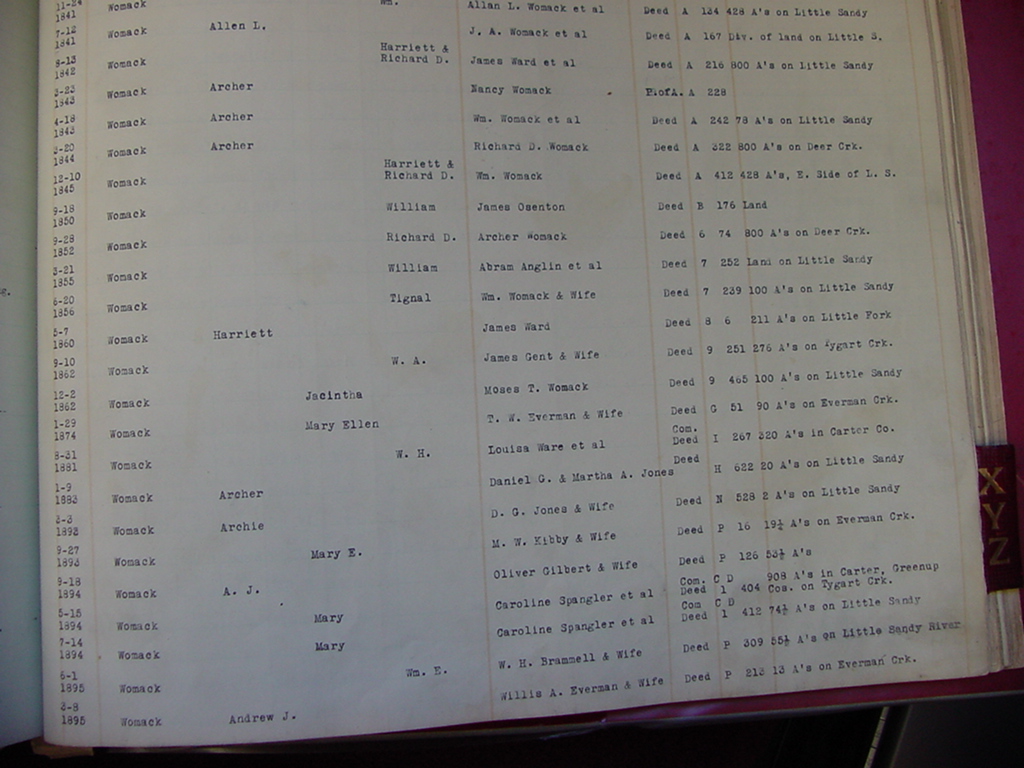 11-24 Wm. Allan L. Womack et al Deed A 134 428 A's on Little Sandy
1841 Womack
7-12 Allen L. J. A. Womack et al Deed A 167 Div. of land on Little S.
1841 Womack
8-13 Harriett &
1842 Womack Richard D. James Ward et al Deed A 216 800 A's on Little Sandy
3-23 Archer Nancy Womack P.ofA. A 228
1843 Womack
4-18 Archer Wm. Womack et al Deed A 242 78 A's on Little Sandy
1843 Womack
3-20 Archer Richard D. Womack Deed A 322 800 A's on Deer Crk.
1844 Womack
12-10 Harriett &
1845 Womack Richard D. Wm. Womack Deed A 412 428 A's, E. Side of L. S.
9-18 William James Osenton Deed B 176 Land
1850 Womack
9-28 Richard D. Archer Womack Deed 6 74 800 A's on Deer Crk.
1852 Womack
3-21 William Abram Anglin et al Deed 7 252 Land on Little Sandy
1855 Womack
6-20 Tignal Wm. Womack & Wife Deed 7 239 100 A's on Little Sandy
1856 Womack
5-7 Harriett James Ward Deed 8 6 211 A's on Little Fork
1860 Womack
9-10 W. A. James Gent & Wife Deed 9 251 276 A's on Tygart Crk.
1862 Womack
12-2 Jacintha Moses T. Womack Deed 9 465 100 A's on Little Sandy
1862 Womack
1-29 Mary Ellen T. W. Everman & Wife Deed G 51 90 A's on Everman Crk.
1874 Womack
8-31 W. H. Louisa Ware et al Com.
1881 Womack Deed I 267 320 A's in Carter Co.
1-9 Archer Daniel G. & Martha A. Jones Deed H 622 20 A's on Little Sandy
1883 Womack
3-3 Archie D. G. Jones & Wife Deed N 528 2 A's on Little Sandy
1893 Womack
9-27 Mary E. M. W. Kibby & Wife Deed P 16 19½ A's on Everman Crk.
1893 Womack
9-18 A. J. Oliver Gilbert & Wife Deed P 126 53½ A's
1894 Womack
5-15 Mary Caroline Spangler et al Com. C D 908 A's in Carter, Greenup
1894 Womack Deed 1 404 Cos. on Tygart Crk.
7-14 Mary Caroline Spangler et al Com C D
1894 Womack Deed 1 412 74½ A's on Little Sandy
6-1 Wm. E. W. H. Brammell & Wife Deed P 309 55½ A's on Little Sandy River
1895 Womack
3-8 Andrew J. Willis A. Everman & Wife Deed P 213 13 A's on Everman Crk.
1895 Womack
X
Y
Z